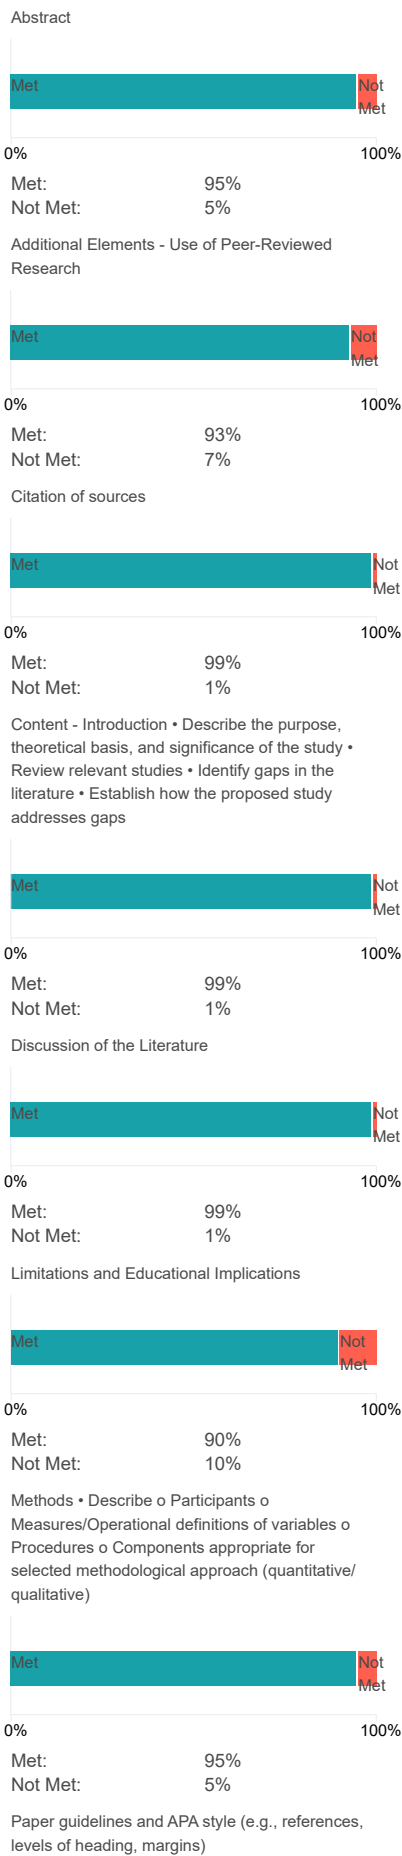 Abstract
Met Not
Met
0% 100%
Met: 95%
Not Met: 5%
Additional Elements - Use of Peer-Reviewed
Research
Met Not
Met
0% 100%
Met: 93%
Not Met: 7%
Citation of sources
Met Not
Met
0% 100%
Met: 99%
Not Met: 1%
Content - Introduction • Describe the purpose,
theoretical basis, and significance of the study •
Review relevant studies • Identify gaps in the
literature • Establish how the proposed study
addresses gaps
Met Not
Met
0% 100%
Met: 99%
Not Met: 1%
Discussion of the Literature
Met Not
Met
0% 100%
Met: 99%
Not Met: 1%
Limitations and Educational Implications
Met Not
Met
0% 100%
Met: 90%
Not Met: 10%
Methods • Describe o Participants o
Measures/Operational definitions of variables o
Procedures o Components appropriate for
selected methodological approach (quantitative/
qualitative)
Met Not
Met
0% 100%
Met: 95%
Not Met: 5%
Paper guidelines and APA style (e.g., references,
levels of heading, margins)